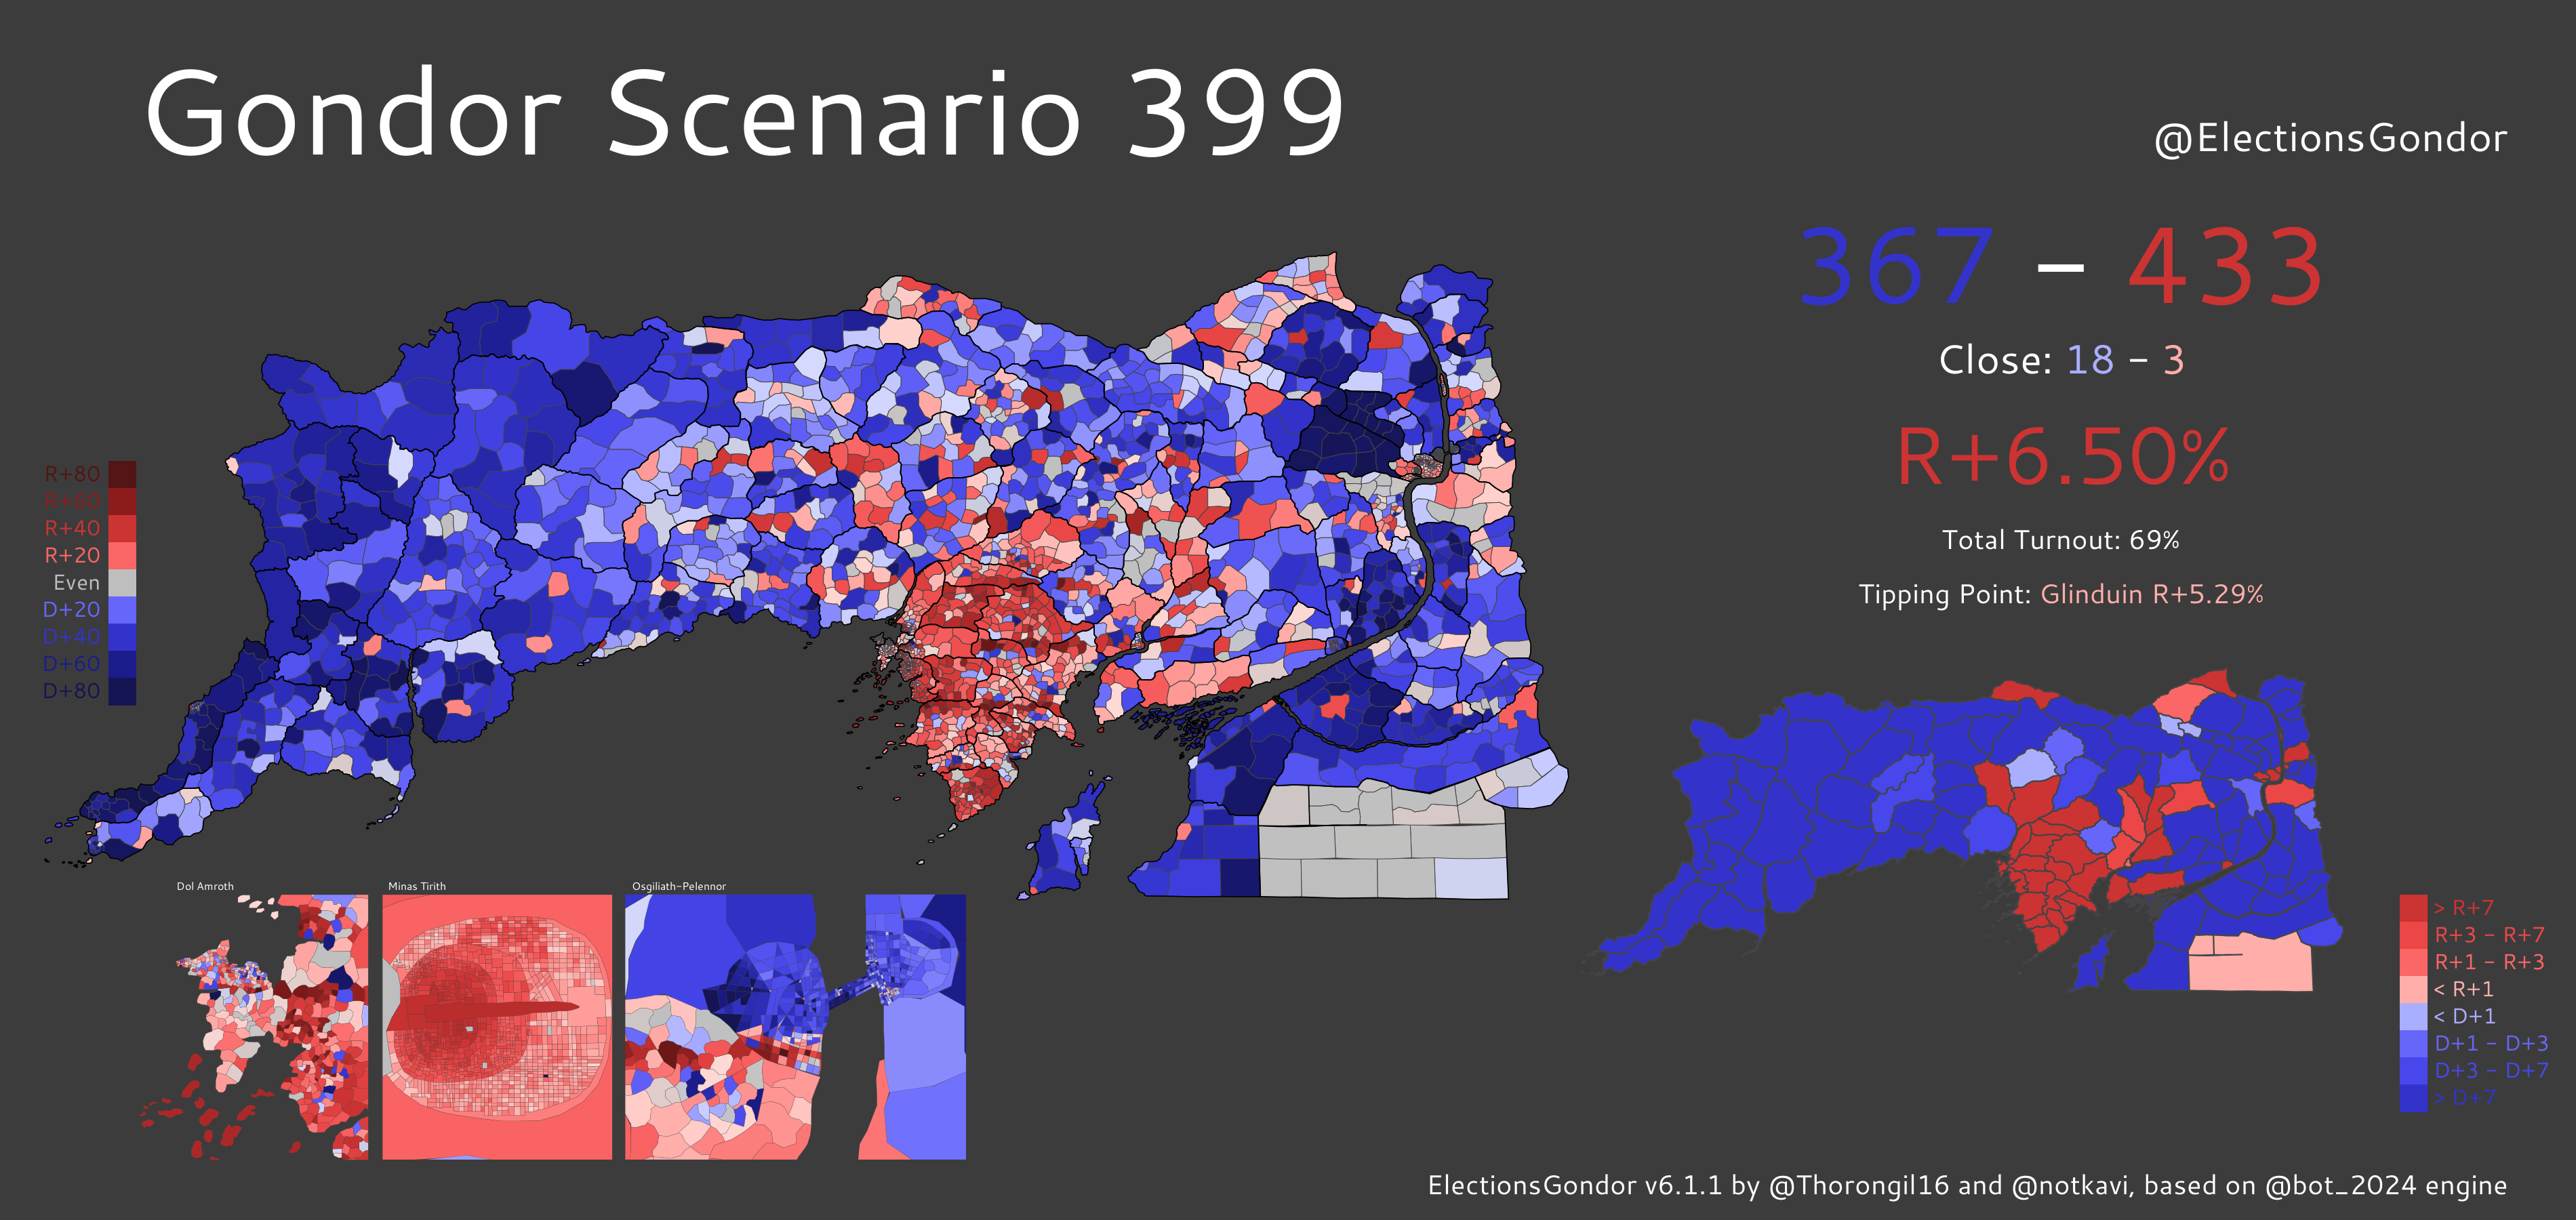 Gondor Scenario 399
@ElectionsGondor
367 – 433
Close: 18 - 3
R+6.50%
Total Turnout: 69%
Tipping Point: Glinduin R+5.29%
R+80
R+60
R+40
R+20
Even
D+20
D+40
D+60
D+80
Dol Amroth
Minas Tirith
Osgiliath-Pelennor
> R+7
R+3 - R+7
R+1 - R+3
< R+1
< D+1
D+1 - D+3
D+3 - D+7
> D+7
ElectionsGondor v6.1.1 by @Thorongil16 and @notkavi, based on @bot_2024 engine